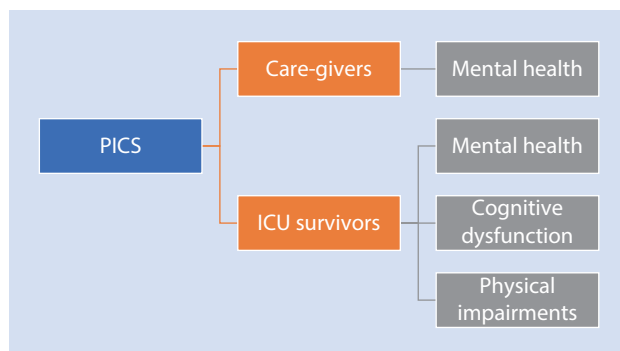 PICS
Care-givers
Mental health
ICU survivors
Mental health
Cognitive
dysfunction
Physical
impairments